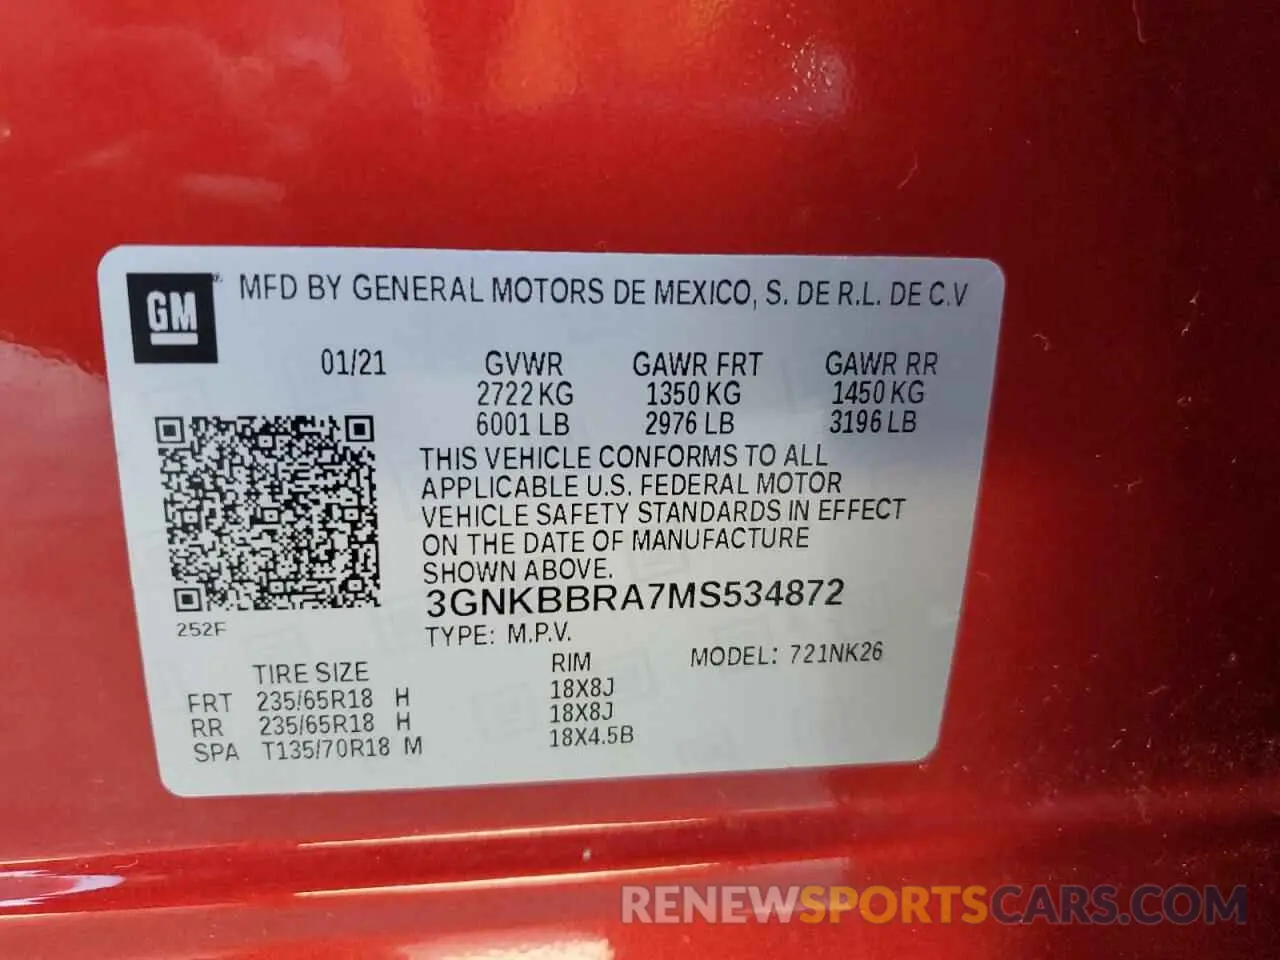 GM® MFD BY GENERAL MOTORS DE MEXICO, S. DE R.L. DE C.V
01/21 GVWR GAWR FRT GAWR RR
2722 KG 1350 KG 1450 KG
6001 LB 2976 LB 3196 LB
THIS VEHICLE CONFORMS TO ALL
APPLICABLE U.S. FEDERAL MOTOR
VEHICLE SAFETY STANDARDS IN EFFECT
ON THE DATE OF MANUFACTURE
SHOWN ABOVE.
3GNKBBRA7MS534872
252F TYPE: M.P.V.
TIRE SIZE RIM MODEL: 721NK26
FRT 235/65R18 H 18X8J
RR 235/65R18 H 18X8J
SPA T135/70R18 M 18X4.5B
RENEWSPORTSCARS.COM